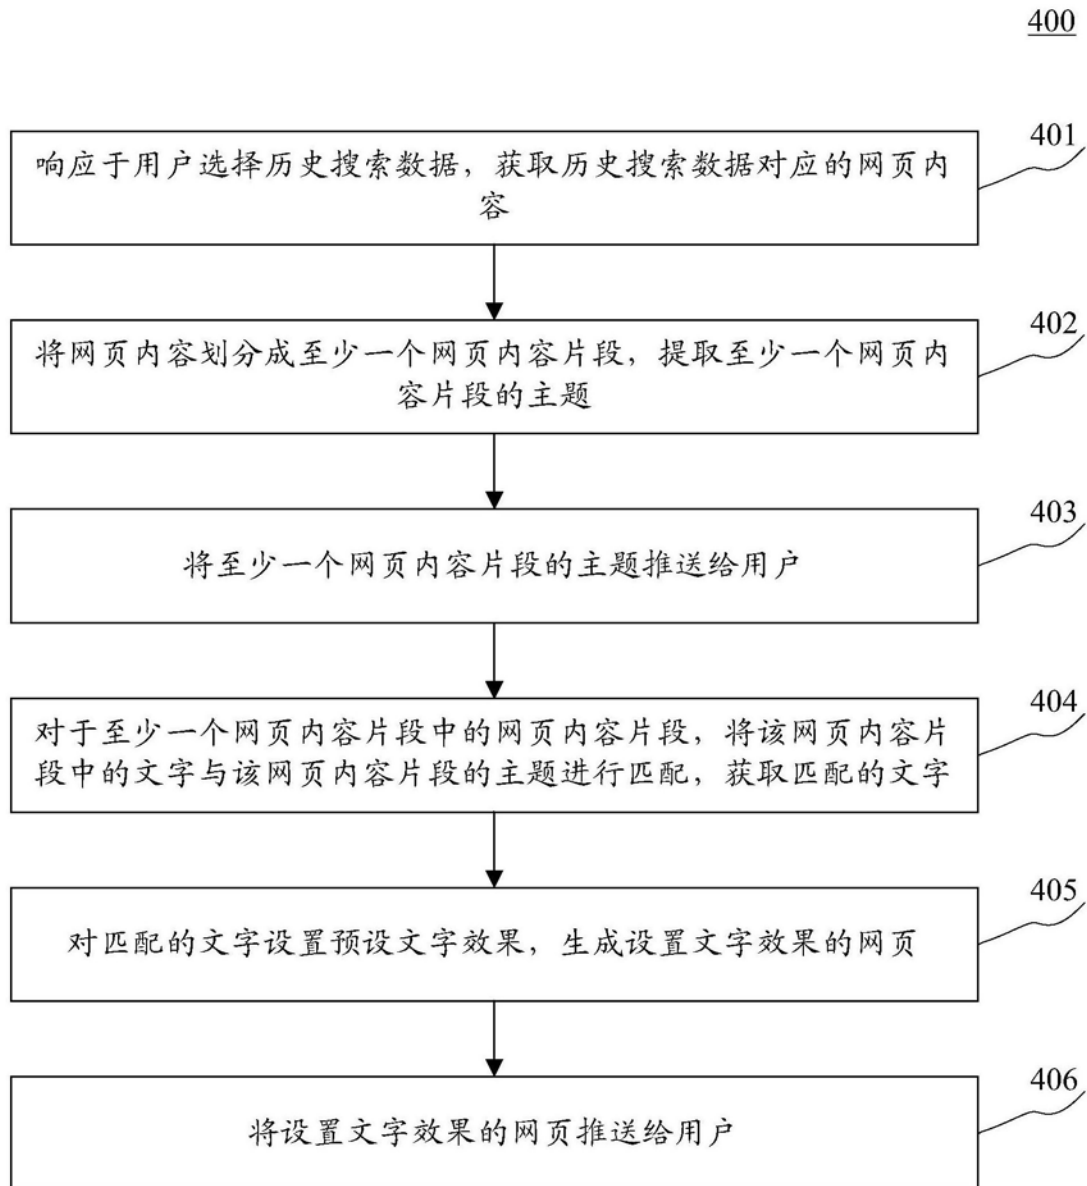 400
401
响应于用户选择历史搜索数据，获取历史搜索数据对应的网页内
容
402
将网页内容划分成至少一个网页内容片段，提取至少一个网页内
容片段的主题
403
将至少一个网页内容片段的主题推送给用户
404
对于至少一个网页内容片段中的网页内容片段，将该网页内容片
段中的文字与该网页内容片段的主题进行匹配，获取匹配的文字
405
对匹配的文字设置预设文字效果，生成设置文字效果的网页
406
将设置文字效果的网页推送给用户